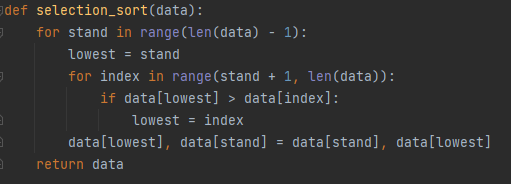 def selection_sort(data):
    for stand in range(len(data) - 1):
        lowest = stand
        for index in range(stand + 1, len(data)):
            if data[lowest] > data[index]:
                lowest = index
        data[lowest], data[stand] = data[stand], data[lowest]
    return data